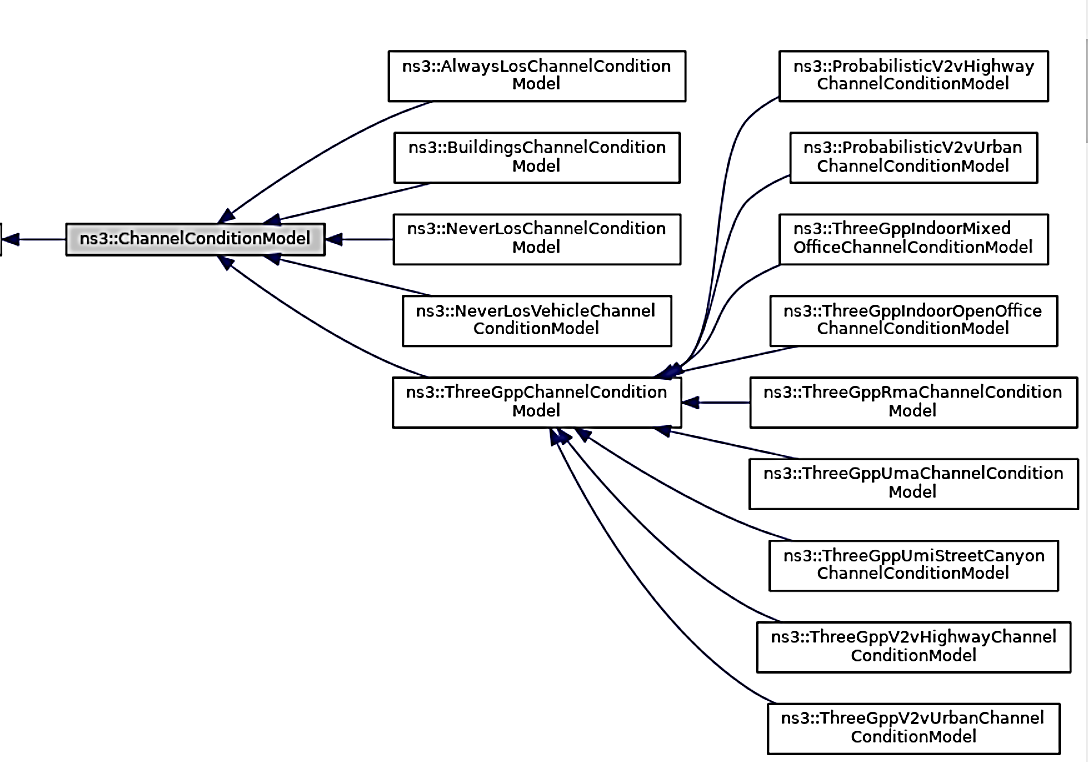 ns3::AlwaysLosChannelCondition
Model
ns3::BuildingsChannelCondition
Model
ns3::ChannelConditionModel
ns3::NeverLosChannelCondition
Model
ns3::NeverLosVehicleChannel
ConditionModel
ns3::ThreeGppChannelCondition
Model
ns3::ProbabilisticV2vHighway
ChannelConditionModel
ns3::ProbabilisticV2vUrban
ChannelConditionModel
ns3::ThreeGppIndoorMixed
OfficeChannelConditionModel
ns3::ThreeGppIndoorOpenOffice
ChannelConditionModel
ns3::ThreeGppRmaChannelCondition
Model
ns3::ThreeGppUmaChannelCondition
Model
ns3::ThreeGppUmiStreetCanyon
ChannelConditionModel
ns3::ThreeGppV2vHighwayChannel
ConditionModel
ns3::ThreeGppV2vUrbanChannel
ConditionModel